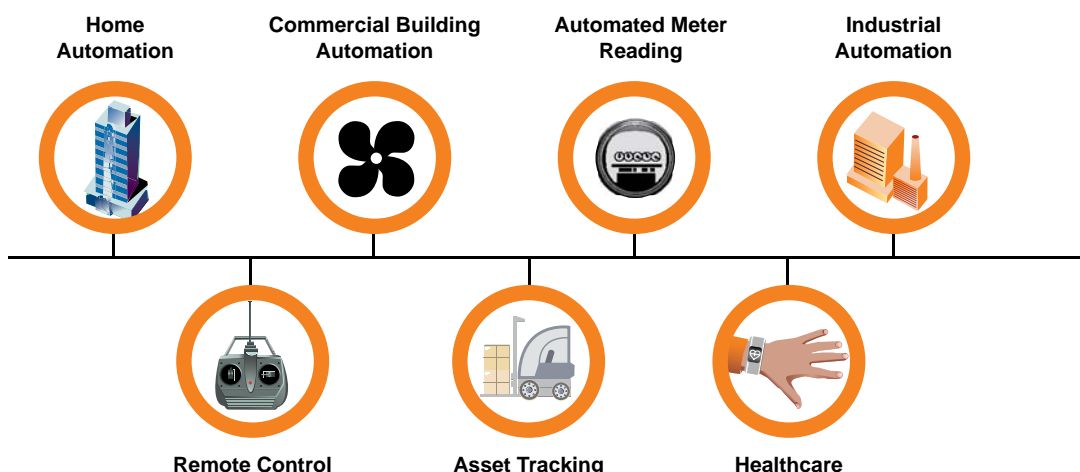 Home
Automation
Commercial Building
Automation
Automated Meter
Reading
Industrial
Automation
Remote Control
Asset Tracking
Healthcare